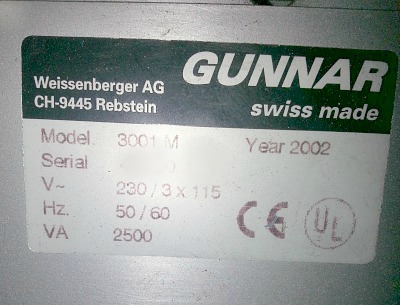 GUNNAR
Weissenberger AG
CH-9445 Rebstein
swiss made
Model. 3001 M Year 2002
Serial
V~ 230 / 3 x 115
Hz. 50 / 60
VA 2500
CE UL